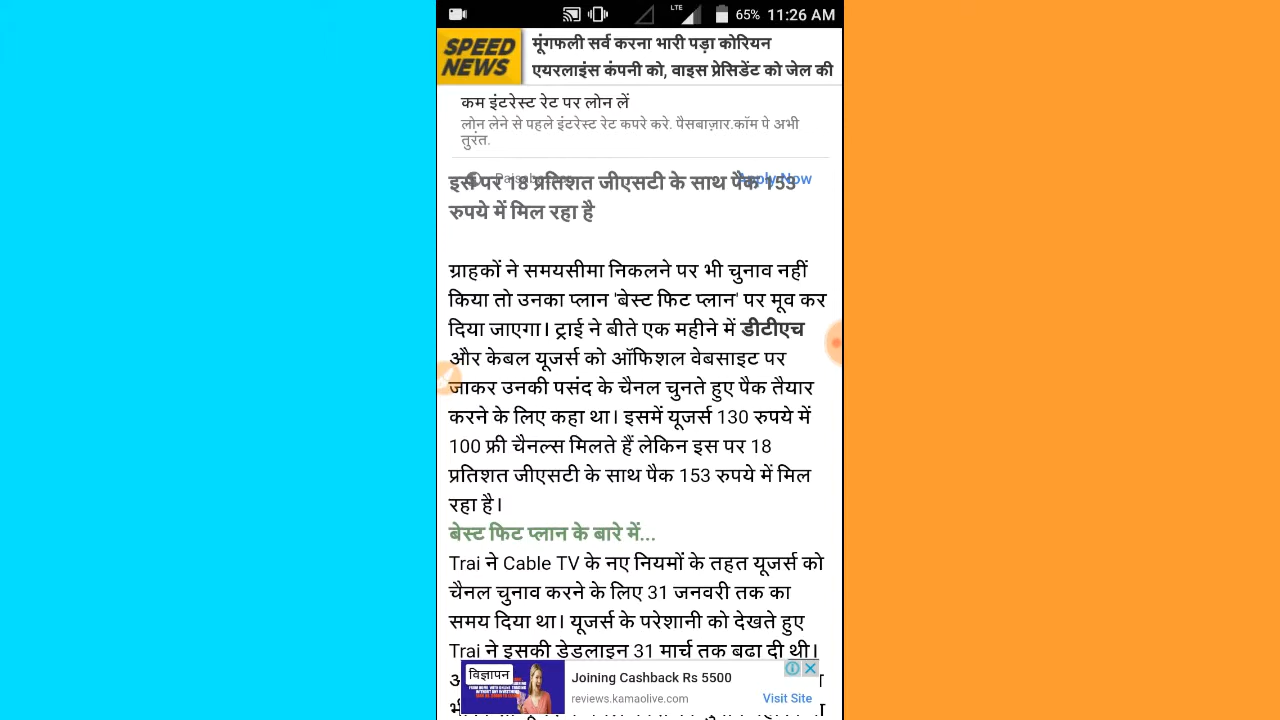 LTE
65% 11:26 AM
SPEED
NEWS
मूंगफली सर्व करना भारी पड़ा कोरियन
एयरलाइंस कंपनी को, वाइस प्रेसिडेंट को जेल की
कम इंटरेस्ट रेट पर लोन लें
लोन लेने से पहले इंटरेस्ट रेट कपरे करे. पैसबाज़ार.कॉम पे अभी
तुरंत.
Apply Now
इस पर 18 प्रतिशत जीएसटी के साथ पैक 153
रुपये में मिल रहा है
ग्राहकों ने समयसीमा निकलने पर भी चुनाव नहीं
किया तो उनका प्लान 'बेस्ट फिट प्लान' पर मूव कर
दिया जाएगा। ट्राई ने बीते एक महीने में डीटीएच
और केबल यूजर्स को ऑफिशल वेबसाइट पर
जाकर उनकी पसंद के चैनल चुनते हुए पैक तैयार
करने के लिए कहा था। इसमें यूजर्स 130 रुपये में
100 फ्री चैनल्स मिलते हैं लेकिन इस पर 18
प्रतिशत जीएसटी के साथ पैक 153 रुपये में मिल
रहा है।
बेस्ट फिट प्लान के बारे में...
Trai ने Cable TV के नए नियमों के तहत यूजर्स को
चैनल चुनाव करने के लिए 31 जनवरी तक का
समय दिया था। यूजर्स के परेशानी को देखते हुए
Trai ने इसकी डेडलाइन 31 मार्च तक बढा दी थी।
विज्ञापन
Joining Cashback Rs 5500
reviews.kamaolive.com
Visit Site